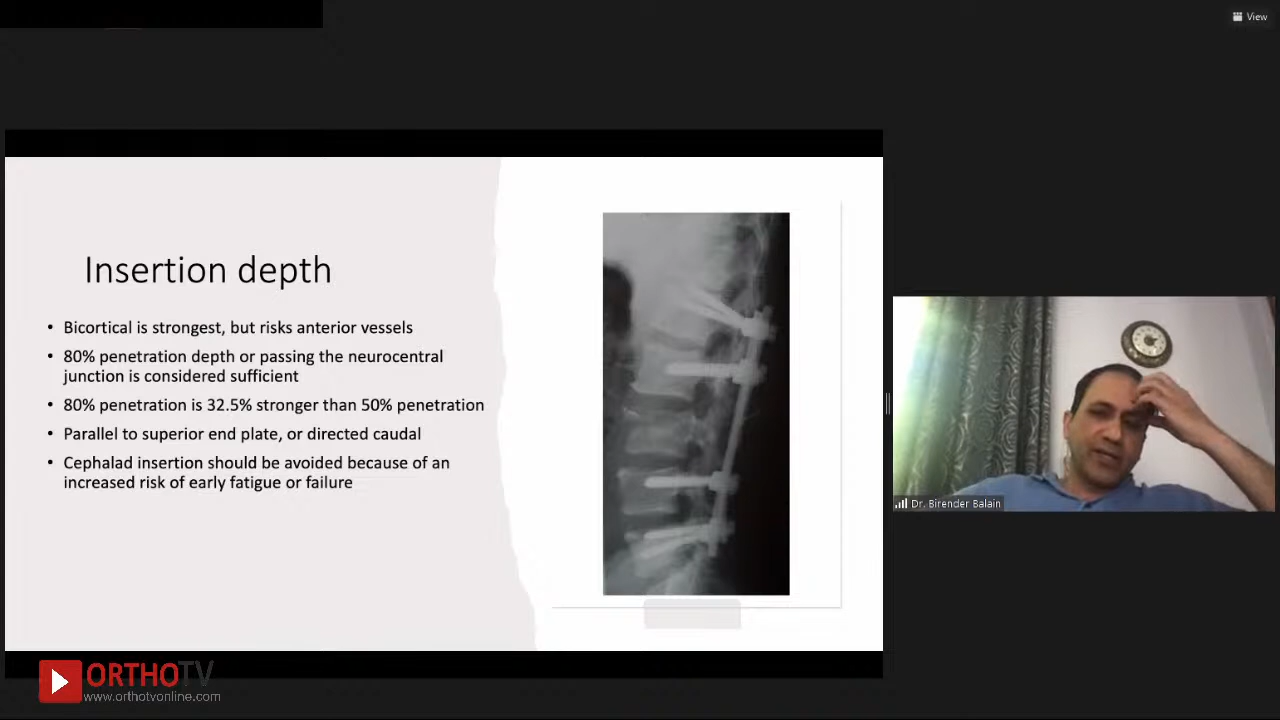 View
Insertion depth
• Bicortical is strongest, but risks anterior vessels
• 80% penetration depth or passing the neurocentral
junction is considered sufficient
• 80% penetration is 32.5% stronger than 50% penetration
• Parallel to superior end plate, or directed caudal
• Cephalad insertion should be avoided because of an
increased risk of early fatigue or failure
Dr. Birender Balain
ORTHOTV
www.orthotvonline.com